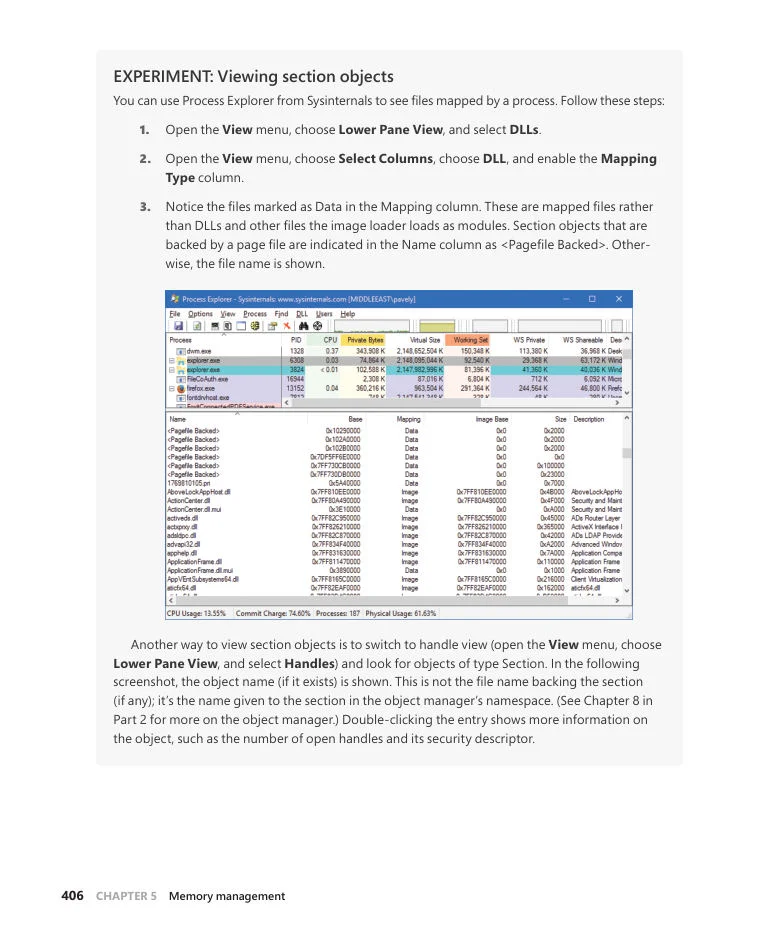 EXPERIMENT: Viewing section objects
You can use Process Explorer from Sysinternals to see files mapped by a process. Follow these steps:
1. Open the View menu, choose Lower Pane View, and select DLLs.
2. Open the View menu, choose Select Columns, choose DLL, and enable the Mapping
Type column.
3. Notice the files marked as Data in the Mapping column. These are mapped files rather
than DLLs and other files the image loader loads as modules. Section objects that are
backed by a page file are indicated in the Name column as <Pagefile Backed>. Other-
wise, the file name is shown.
Process Explorer - Sysinternals: www.sysinternals.com [MIDDLEEAST\pavely]
File Options View Process Find DLL Users Help
Process PID CPU Private Bytes Virtual Size Working Set WS Private WS Shareable Des
dwm.exe 1328 0.37 343,908 K 2,148,652,504 K 150,348 K 113,380 K 36,968 K Desk
explorer.exe 6308 0.03 74,864 K 2,148,095,044 K 92,540 K 29,368 K 63,172 K Wind
explorer.exe 3824 < 0.01 102,588 K 2,147,982,996 K 81,396 K 41,360 K 40,036 K Wind
FileCoAuth.exe 16944 2,308 K 87,016 K 6,804 K 712 K 6,092 K Micro
firefox.exe 13152 0.04 360,216 K 963,504 K 291,364 K 244,564 K 46,800 K Firefc
fontdrvhost.exe
FoxitConnectedPDFService.exe
Name Base Mapping Image Base Size Description
<Pagefile Backed> 0x10290000 Data 0x0 0x2000
<Pagefile Backed> 0x102A0000 Data 0x0 0x2000
<Pagefile Backed> 0x102B0000 Data 0x0 0x2000
<Pagefile Backed> 0x7DF5FF6E0000 Data 0x0 0x0
<Pagefile Backed> 0x7FF730CB0000 Data 0x0 0x100000
<Pagefile Backed> 0x7FF730DB0000 Data 0x0 0x23000
1769810105.pri 0x5A40000 Data 0x0 0x7000
AboveLockAppHost.dll 0x7FF810EE0000 Image 0x7FF810EE0000 0x4B000 AboveLockAppHo
ActionCenter.dll 0x7FF80A490000 Image 0x7FF80A490000 0x4F000 Security and Maint
ActionCenter.dll.mui 0x3E10000 Data 0x0 0xA000 Security and Maint
activeds.dll 0x7FF82C950000 Image 0x7FF82C950000 0x45000 ADs Router Layer
actxprxy.dll 0x7FF826210000 Image 0x7FF826210000 0x365000 ActiveX Interface I
adsldpc.dll 0x7FF82C870000 Image 0x7FF82C870000 0x42000 ADs LDAP Provide
advapi32.dll 0x7FF834F40000 Image 0x7FF834F40000 0xA2000 Advanced Window
apphelp.dll 0x7FF831630000 Image 0x7FF831630000 0x7A000 Application Compa
ApplicationFrame.dll 0x7FF811470000 Image 0x7FF811470000 0x110000 Application Frame
ApplicationFrame.dll.mui 0x3890000 Data 0x0 0x1000 Application Frame
AppVEntSubsystems64.dll 0x7FF8165C0000 Image 0x7FF8165C0000 0x216000 Client Virtualization
aticfx64.dll 0x7FF82EAF0000 Image 0x7FF82EAF0000 0x162000 aticfx64.dll
CPU Usage: 13.55% Commit Charge: 74.60% Processes: 187 Physical Usage: 61.63%
Another way to view section objects is to switch to handle view (open the View menu, choose
Lower Pane View, and select Handles) and look for objects of type Section. In the following
screenshot, the object name (if it exists) is shown. This is not the file name backing the section
(if any); it’s the name given to the section in the object manager’s namespace. (See Chapter 8 in
Part 2 for more on the object manager.) Double-clicking the entry shows more information on
the object, such as the number of open handles and its security descriptor.
406 CHAPTER 5 Memory management